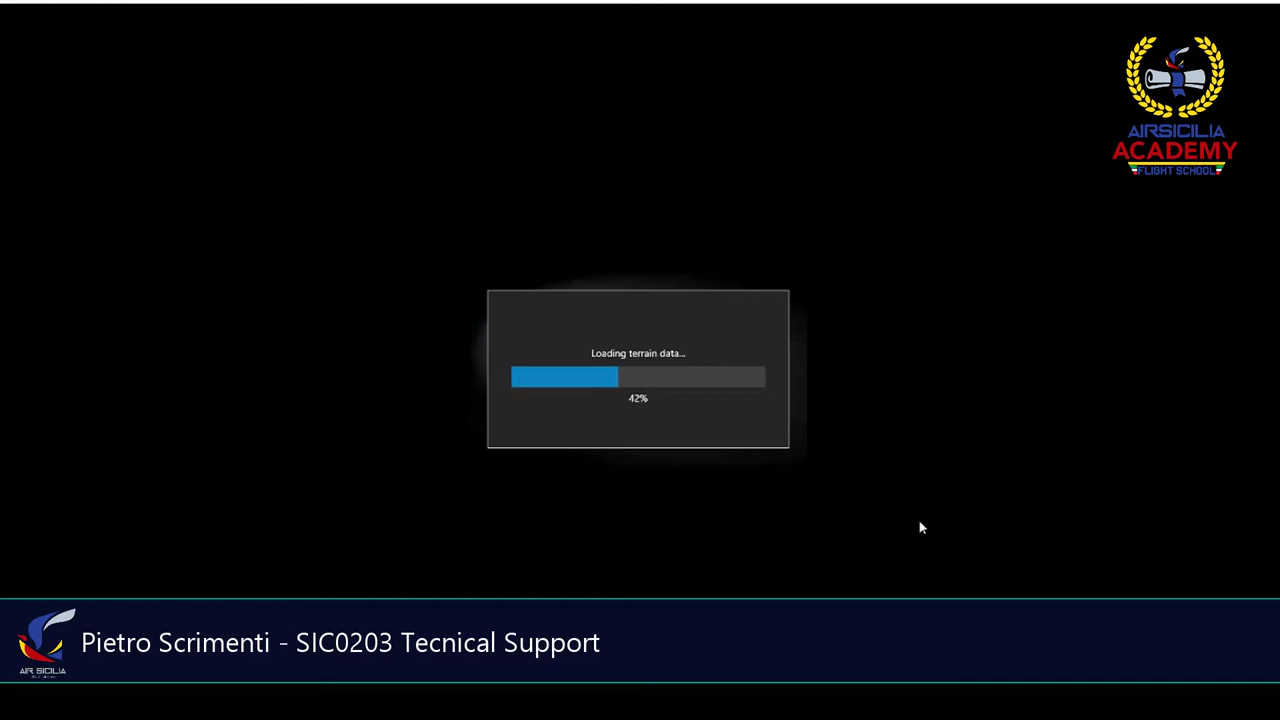 AIRSICILIA
ACADEMY
FLIGHT SCHOOL
Loading terrain data...
42%
Pietro Scrimenti - SIC0203 Tecnical Support
AIR SICILIA